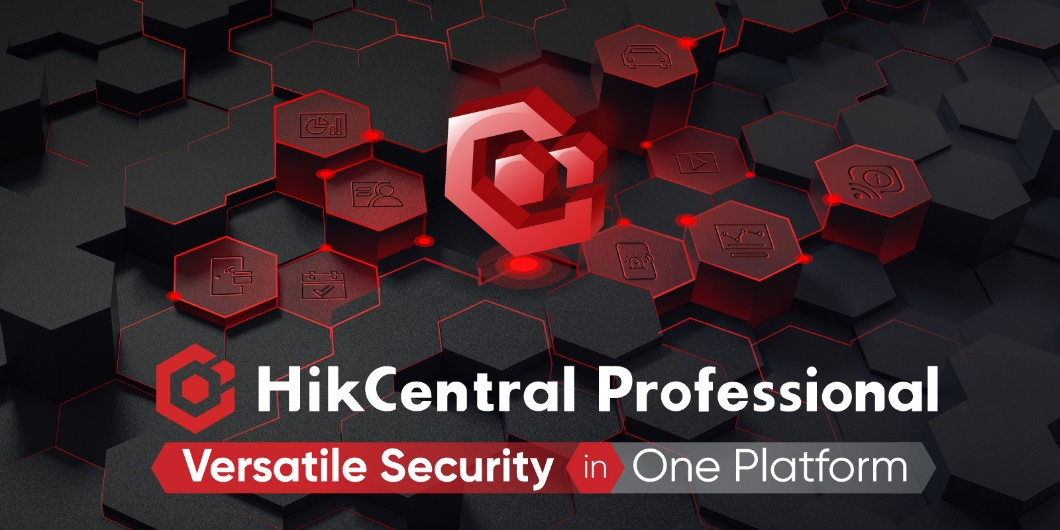 HikCentral Professional
Versatile Security in One Platform